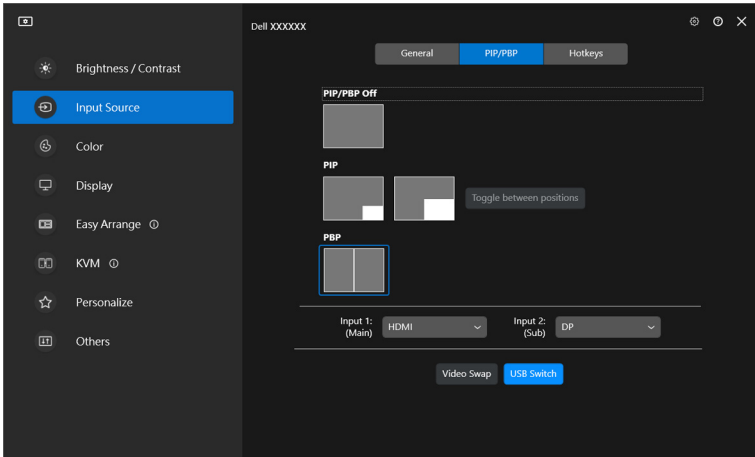 Dell XXXXXX
General
PIP/PBP
Hotkeys
Brightness / Contrast
Input Source
Color
Display
Easy Arrange
KVM
Personalize
Others
PIP/PBP Off
PIP
Toggle between positions
PBP
Input 1:
(Main)
HDMI
Input 2:
(Sub)
DP
Video Swap
USB Switch